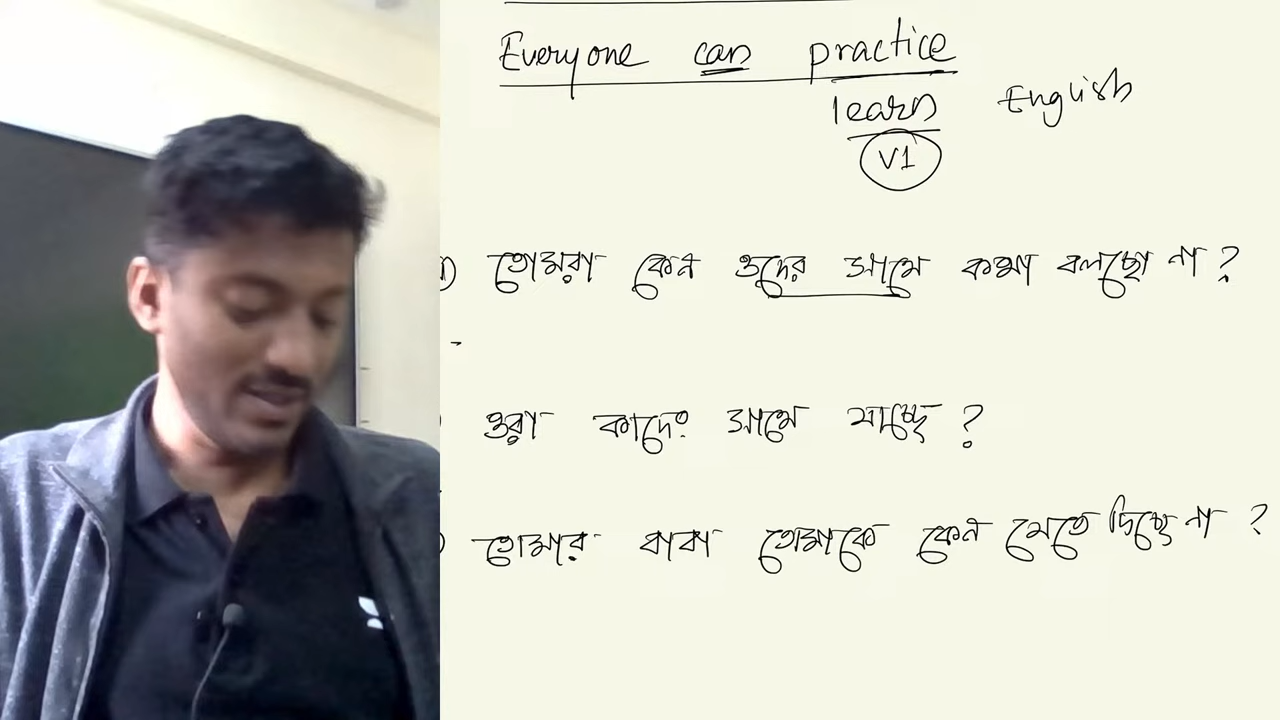 Everyone can practice
learn English
V1
তোমরা কেন ওদের সাথে কথা বলছো না ?
ওরা কাদের সাথে যাচ্ছে ?
তোমার বাবা তোমাকে কেন যেতে দিচ্ছে না ?